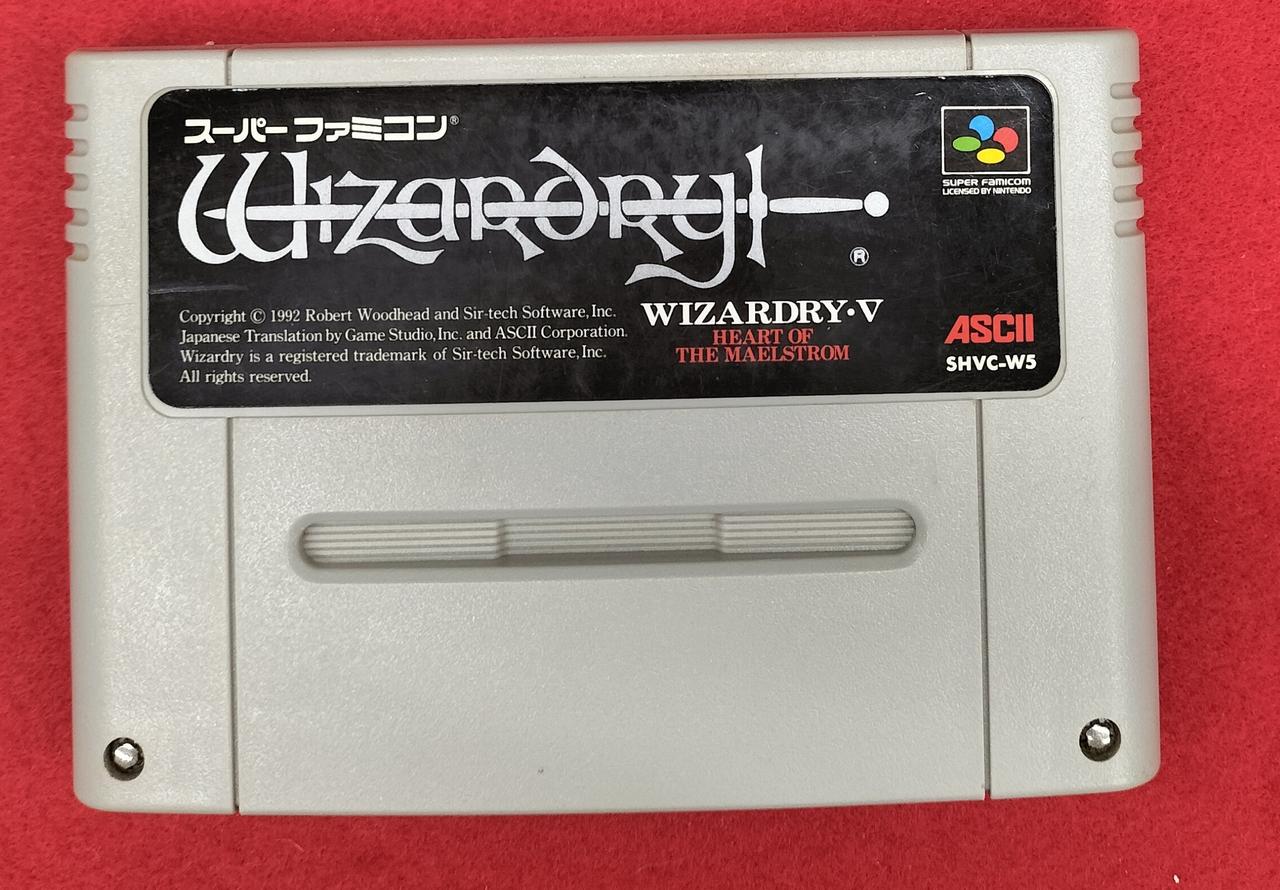 スーパーファミコン®
Wizardry
®
SUPER FAMICOM
LICENSED BY NINTENDO
Copyright © 1992 Robert Woodhead and Sir-tech Software, Inc.
Japanese Translation by Game Studio, Inc. and ASCII Corporation.
Wizardry is a registered trademark of Sir-tech Software, Inc.
All rights reserved.
WIZARDRY・V
HEART OF
THE MAELSTROM
ASCII
SHVC-W5